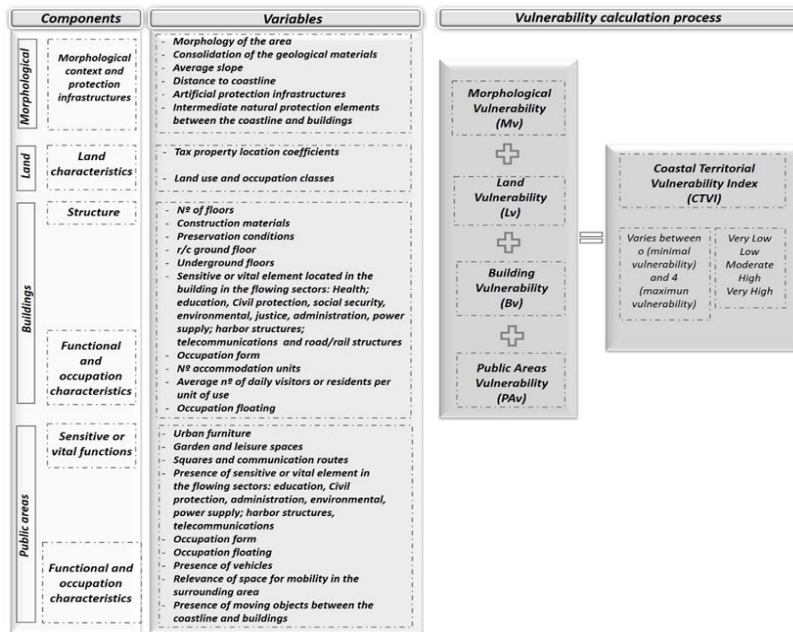 Components
Variables
Vulnerability calculation process
Morphological
Morphological
context and
protection
infrastructures
- Morphology of the area
- Consolidation of the geological materials
- Average slope
- Distance to coastline
- Artificial protection infrastructures
- Intermediate natural protection elements
between the coastline and buildings
Land
Land
characteristics
- Tax property location coefficients
- Land use and occupation classes
Buildings
Structure
Functional and
occupation
characteristics
- Nº of floors
- Construction materials
- Preservation conditions
- r/c ground floor
- Underground floors
- Sensitive or vital element located in the
building in the flowing sectors: Health;
education, Civil protection, social security,
environmental, justice, administration, power
supply; harbor structures;
telecommunications and road/rail structures
- Occupation form
- Nº accommodation units
- Average nº of daily visitors or residents per
unit of use
- Occupation floating
Public areas
Sensitive or
vital functions
Functional and
occupation
characteristics
- Urban furniture
- Garden and leisure spaces
- Squares and communication routes
- Presence of sensitive or vital element in
the flowing sectors: education, Civil
protection, administration, environmental,
power supply; harbor structures,
telecommunications
- Occupation form
- Occupation floating
- Presence of vehicles
- Relevance of space for mobility in the
surrounding area
- Presence of moving objects between the
coastline and buildings
Morphological
Vulnerability
(Mv)
Land
Vulnerability
(Lv)
Building
Vulnerability
(Bv)
Public Areas
Vulnerability
(PAv)
=
Coastal Territorial
Vulnerability Index
(CTVI)
Varies between
0 (minimal
vulnerability)
and 4
(maximun
vulnerability)
Very Low
Low
Moderate
High
Very High